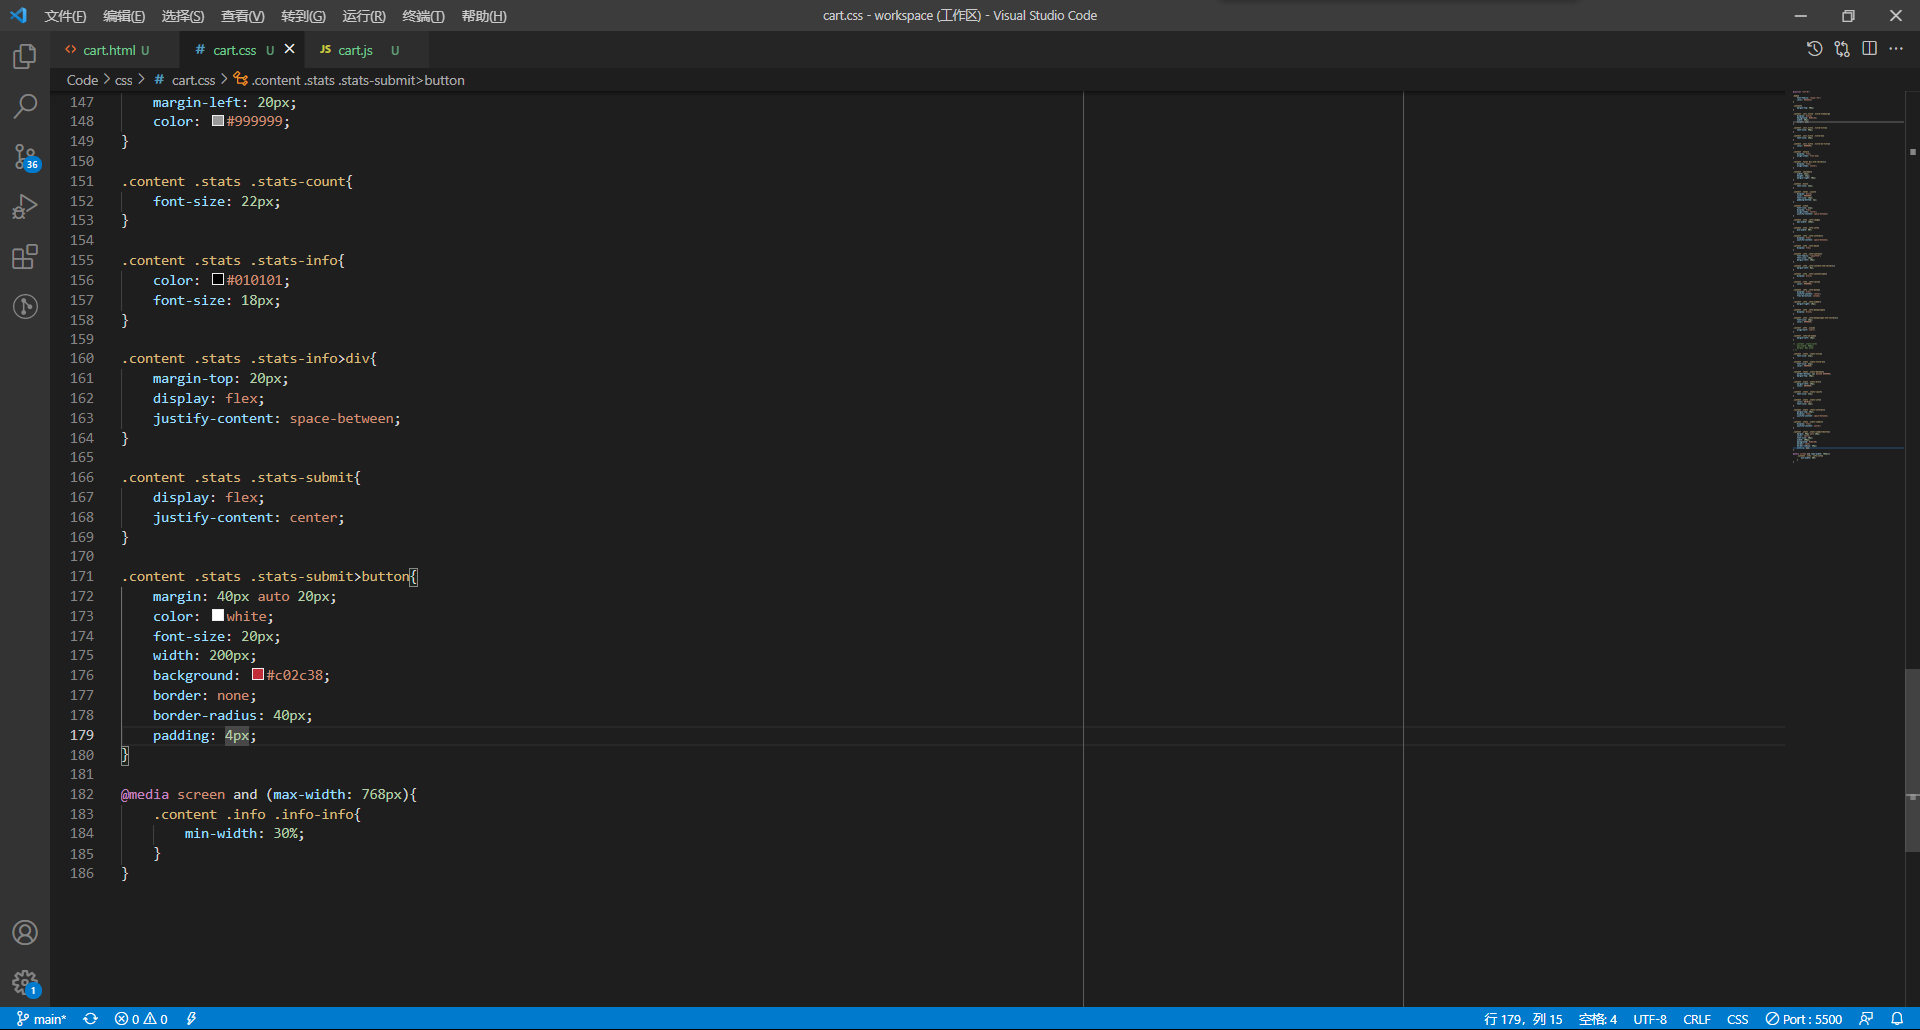 文件(F) 编辑(E) 选择(S) 查看(V) 转到(G) 运行(R) 终端(T) 帮助(H) cart.css - workspace (工作区) - Visual Studio Code
<> cart.html U # cart.css U JS cart.js U
Code > css > # cart.css > .content .stats .stats-submit>button
147 margin-left: 20px;
148 color: #999999;
149 }
150
151 .content .stats .stats-count{
152 font-size: 22px;
153 }
154
155 .content .stats .stats-info{
156 color: #010101;
157 font-size: 18px;
158 }
159
160 .content .stats .stats-info>div{
161 margin-top: 20px;
162 display: flex;
163 justify-content: space-between;
164 }
165
166 .content .stats .stats-submit{
167 display: flex;
168 justify-content: center;
169 }
170
171 .content .stats .stats-submit>button{
172 margin: 40px auto 20px;
173 color: white;
174 font-size: 20px;
175 width: 200px;
176 background: #c02c38;
177 border: none;
178 border-radius: 40px;
179 padding: 4px;
180 }
181
182 @media screen and (max-width: 768px){
183 .content .info .info-info{
184 min-width: 30%;
185 }
186 }
36
1
main* 0 0 行 179，列 15 空格: 4 UTF-8 CRLF CSS Port : 5500